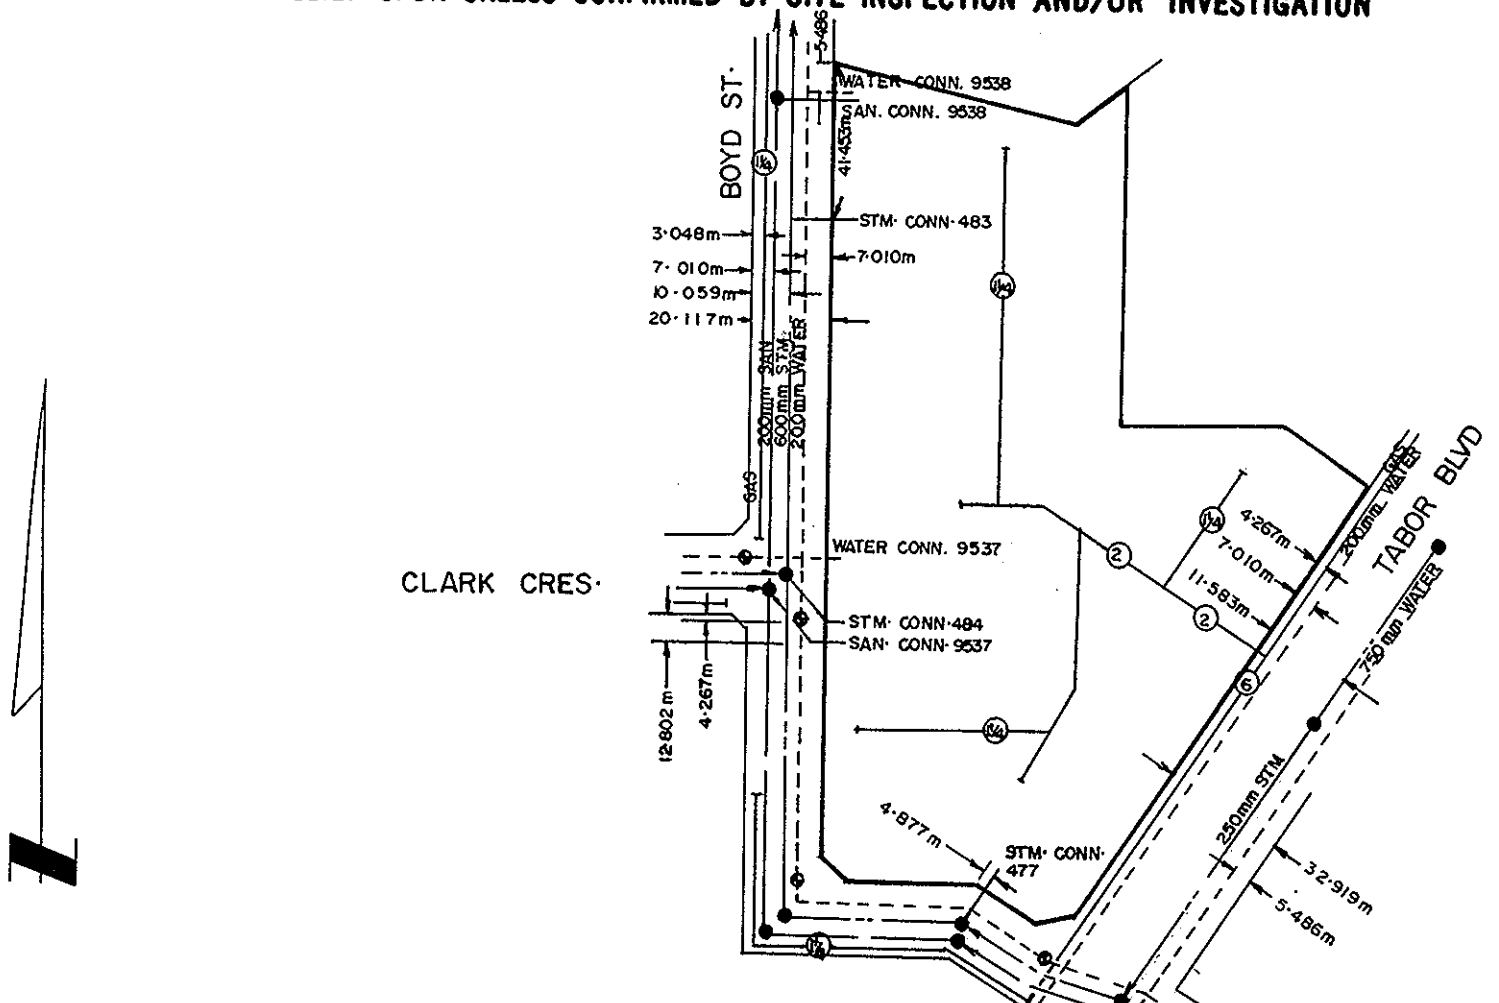 UPON UNLESS CONFIRMED BY SITE INSPECTION AND/OR INVESTIGATION
5·486
BOYD ST·
WATER CONN. 9538
SAN. CONN. 9538
1¼
41·453m
STM· CONN·483
3·048m
7·010m
7·010m
10·059m
20·117m
1¼
200mm SAN
600mm STM
200mm WATER
GAS
GAS
200mm WATER
TABOR BLVD
1¼
4·267m
7·010m
11·583m
2
2
WATER CONN. 9537
CLARK CRES·
STM· CONN·484
SAN· CONN·9537
750mm WATER
6
12·802m
4·267m
1¼
250mm STM
4·877m
STM· CONN·
477
32·919m
5·486m